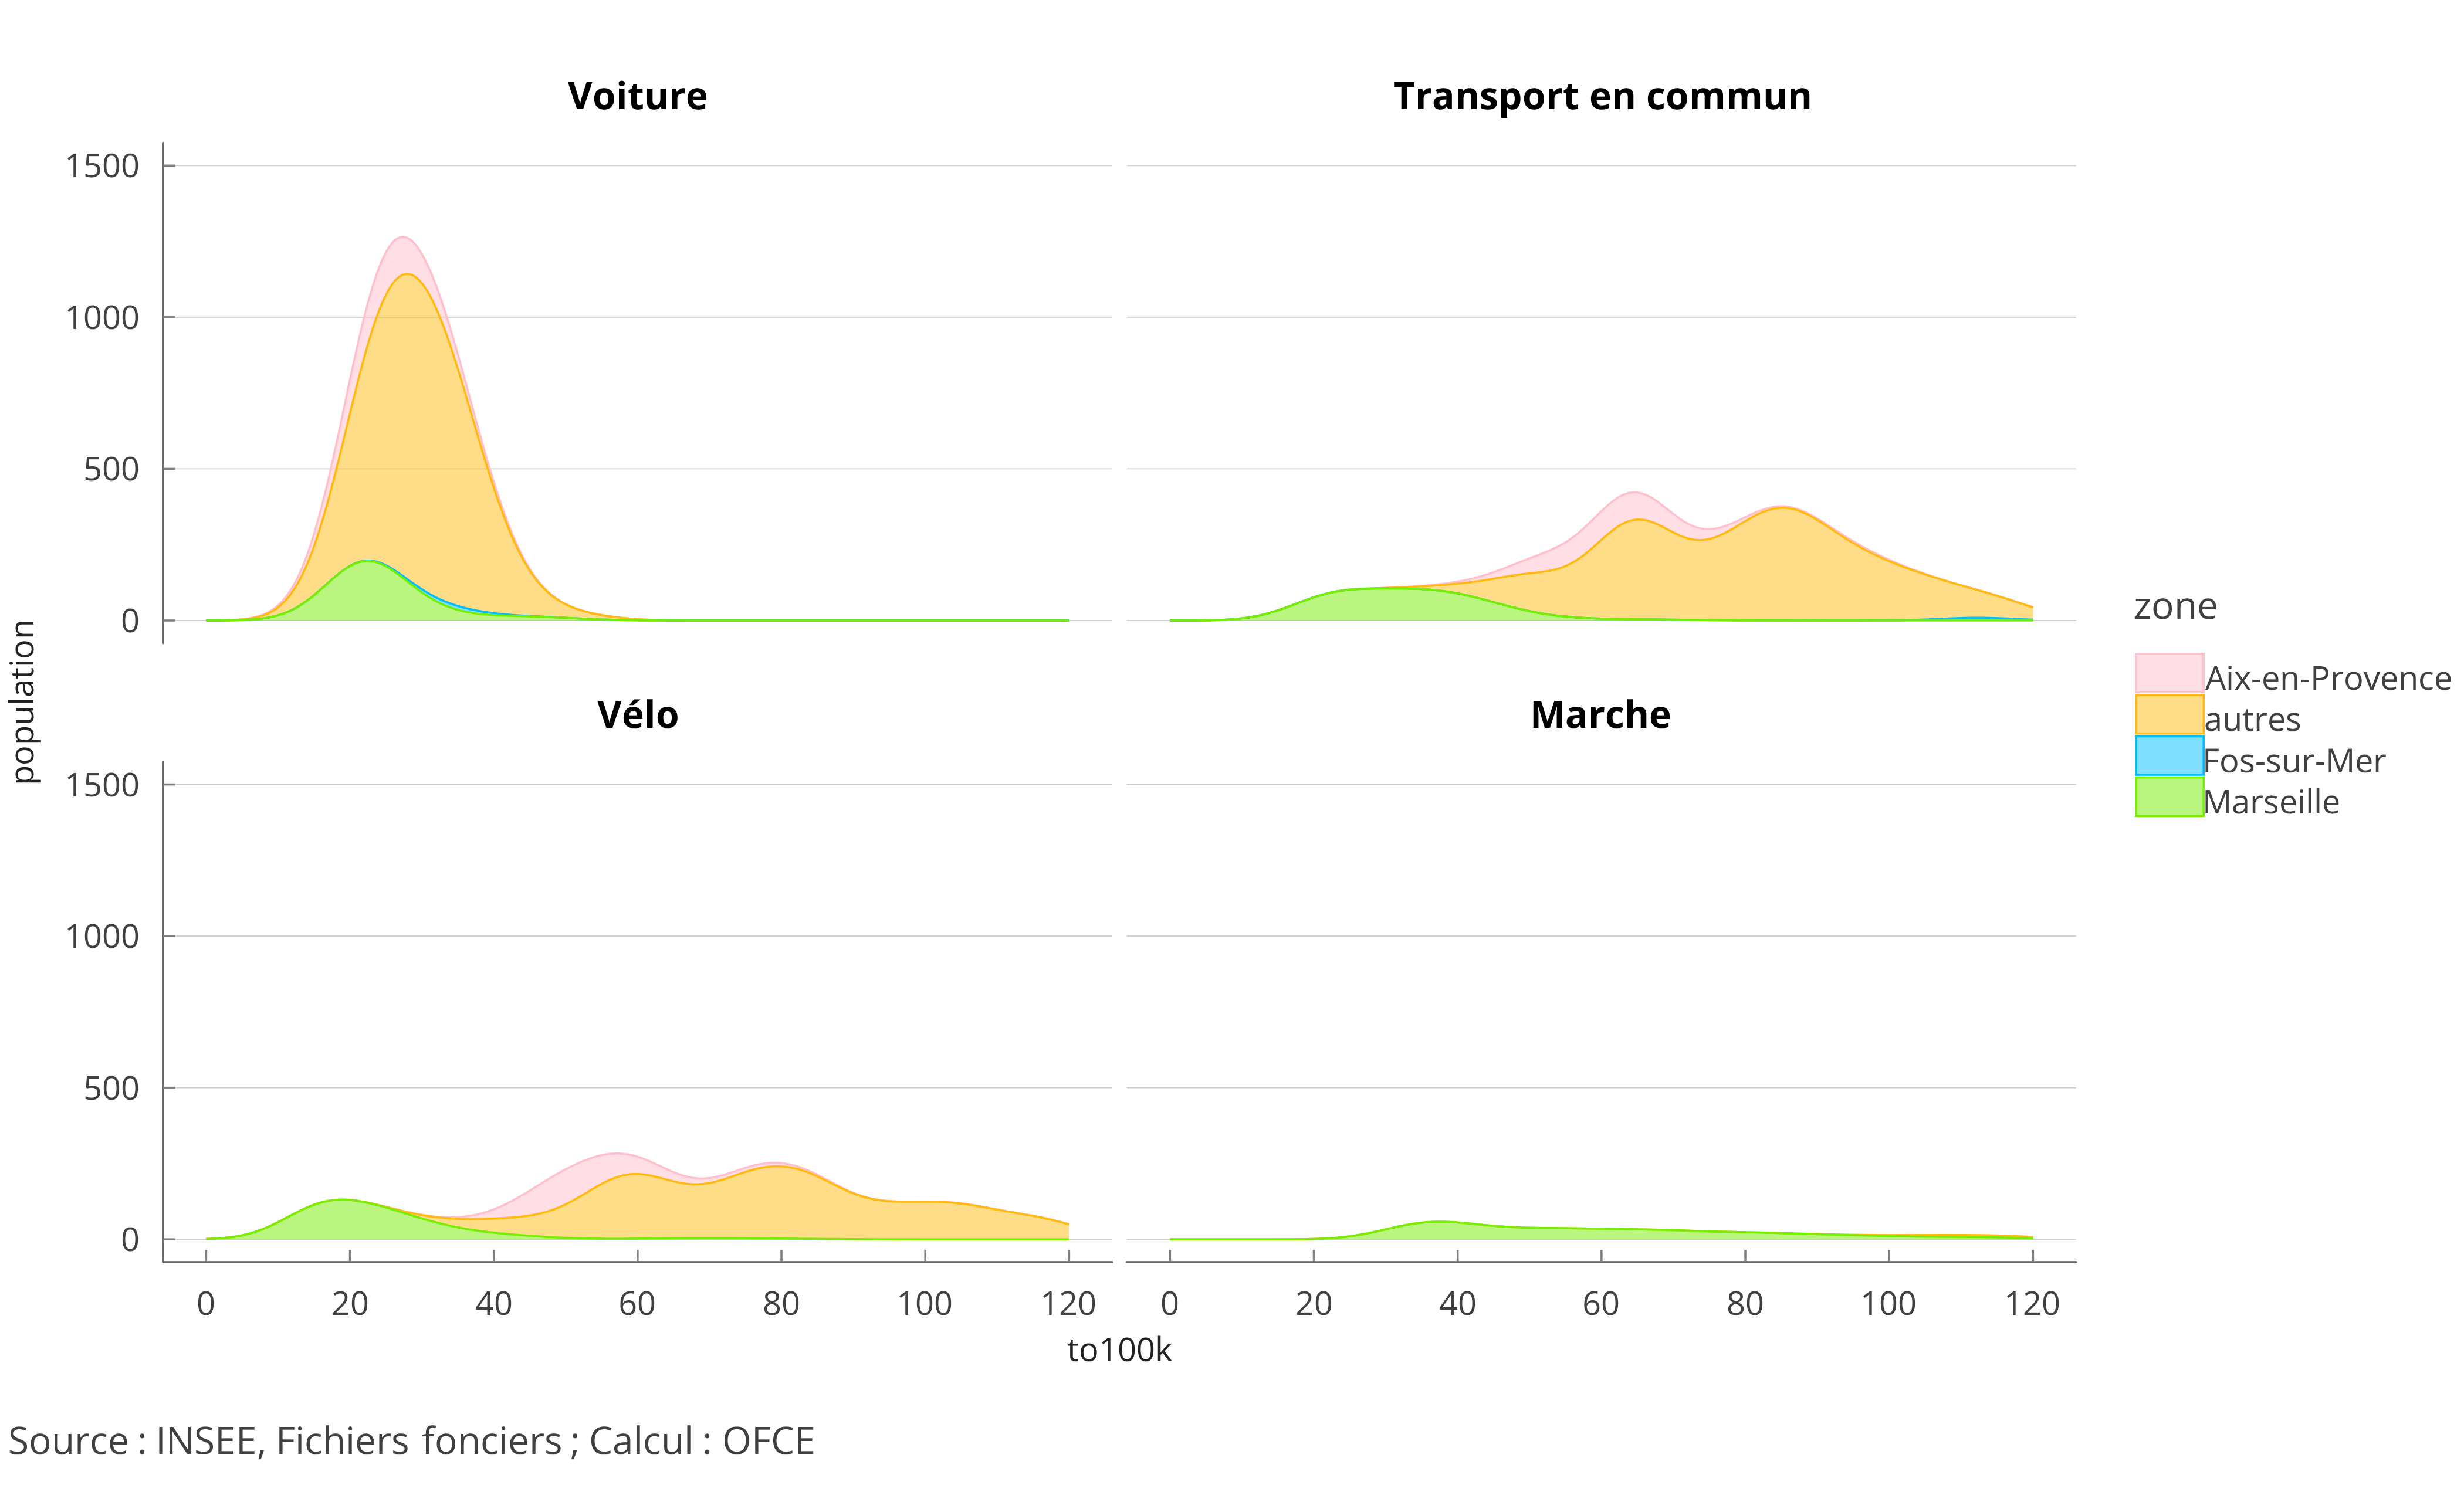 Voiture
Transport en commun
1500
1000
500
0
Vélo
Marche
1500
1000
500
0
0 20 40 60 80 100 120
0 20 40 60 80 100 120
to100k
population
zone
Aix-en-Provence
autres
Fos-sur-Mer
Marseille
Source : INSEE, Fichiers fonciers ; Calcul : OFCE